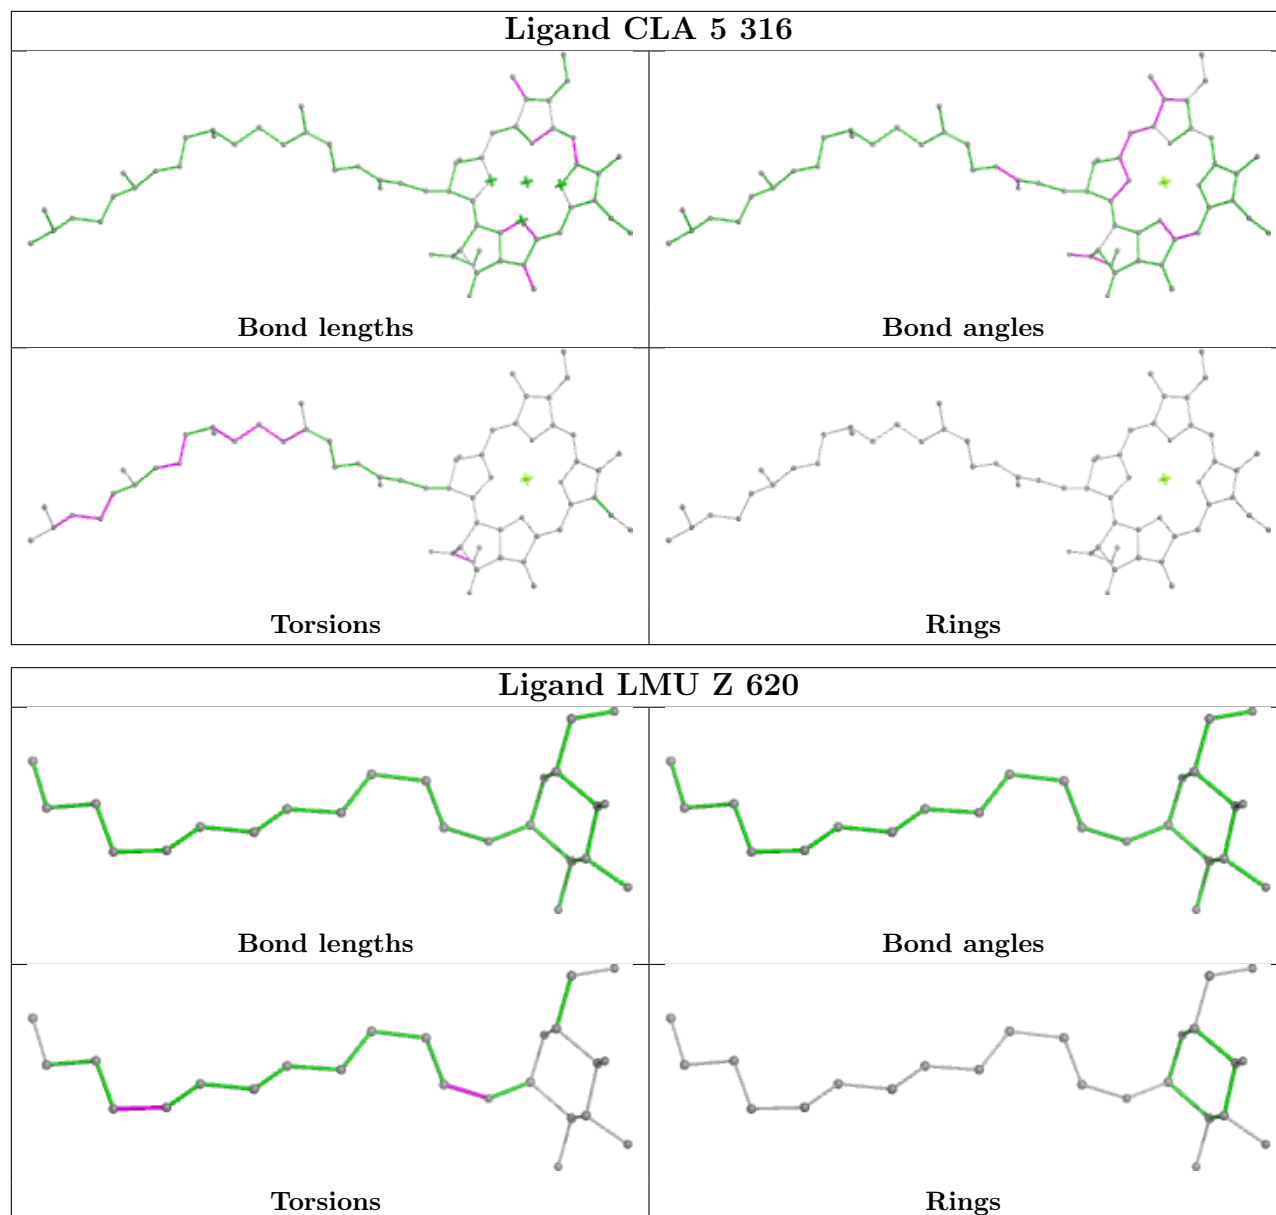 Ligand CLA 5 316
Bond lengths
Bond angles
Torsions
Rings
Ligand LMU Z 620
Bond lengths
Bond angles
Torsions
Rings